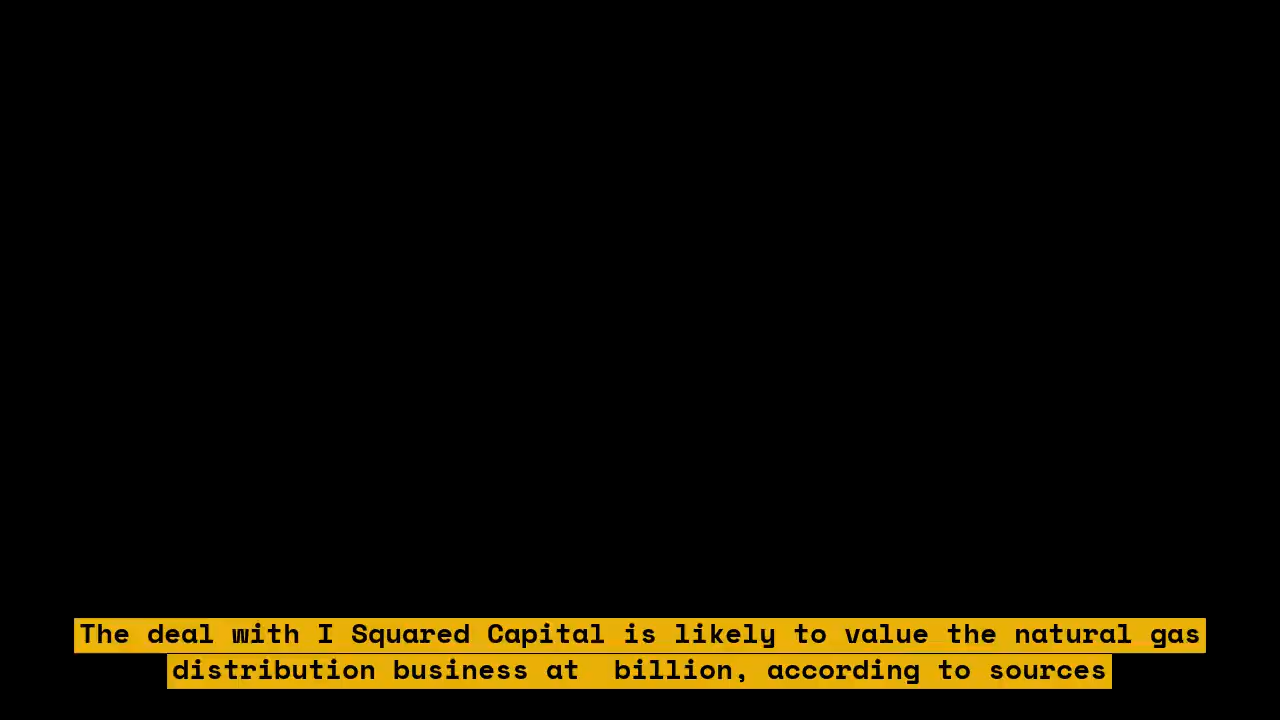 The deal with I Squared Capital is likely to value the natural gas
distribution business at  billion, according to sources